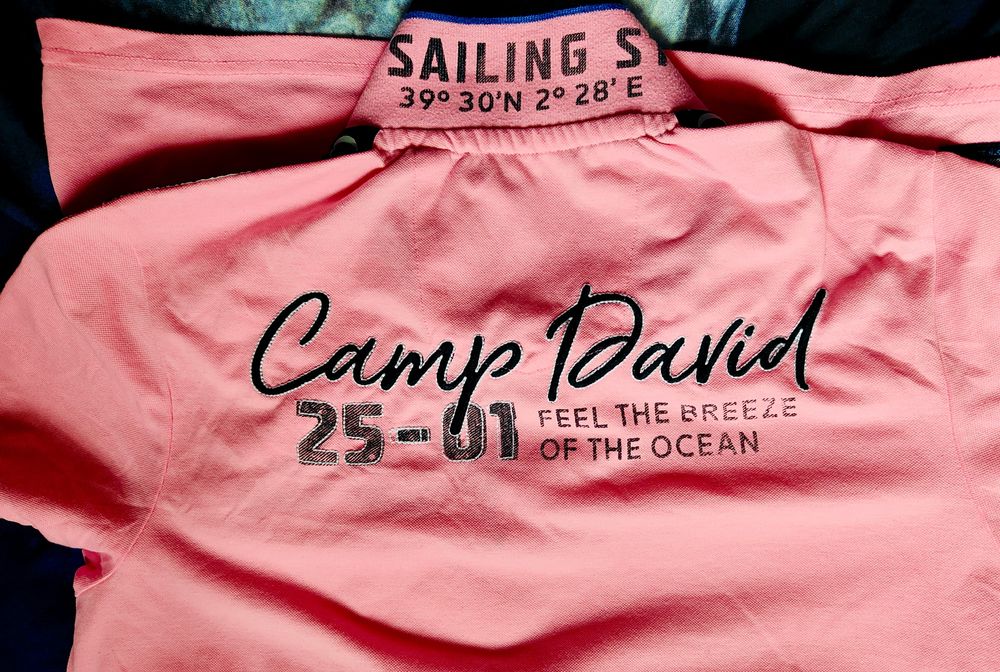 SAILING
39° 30'N 2° 28' E
Camp David
25-01
FEEL THE BREEZE
OF THE OCEAN